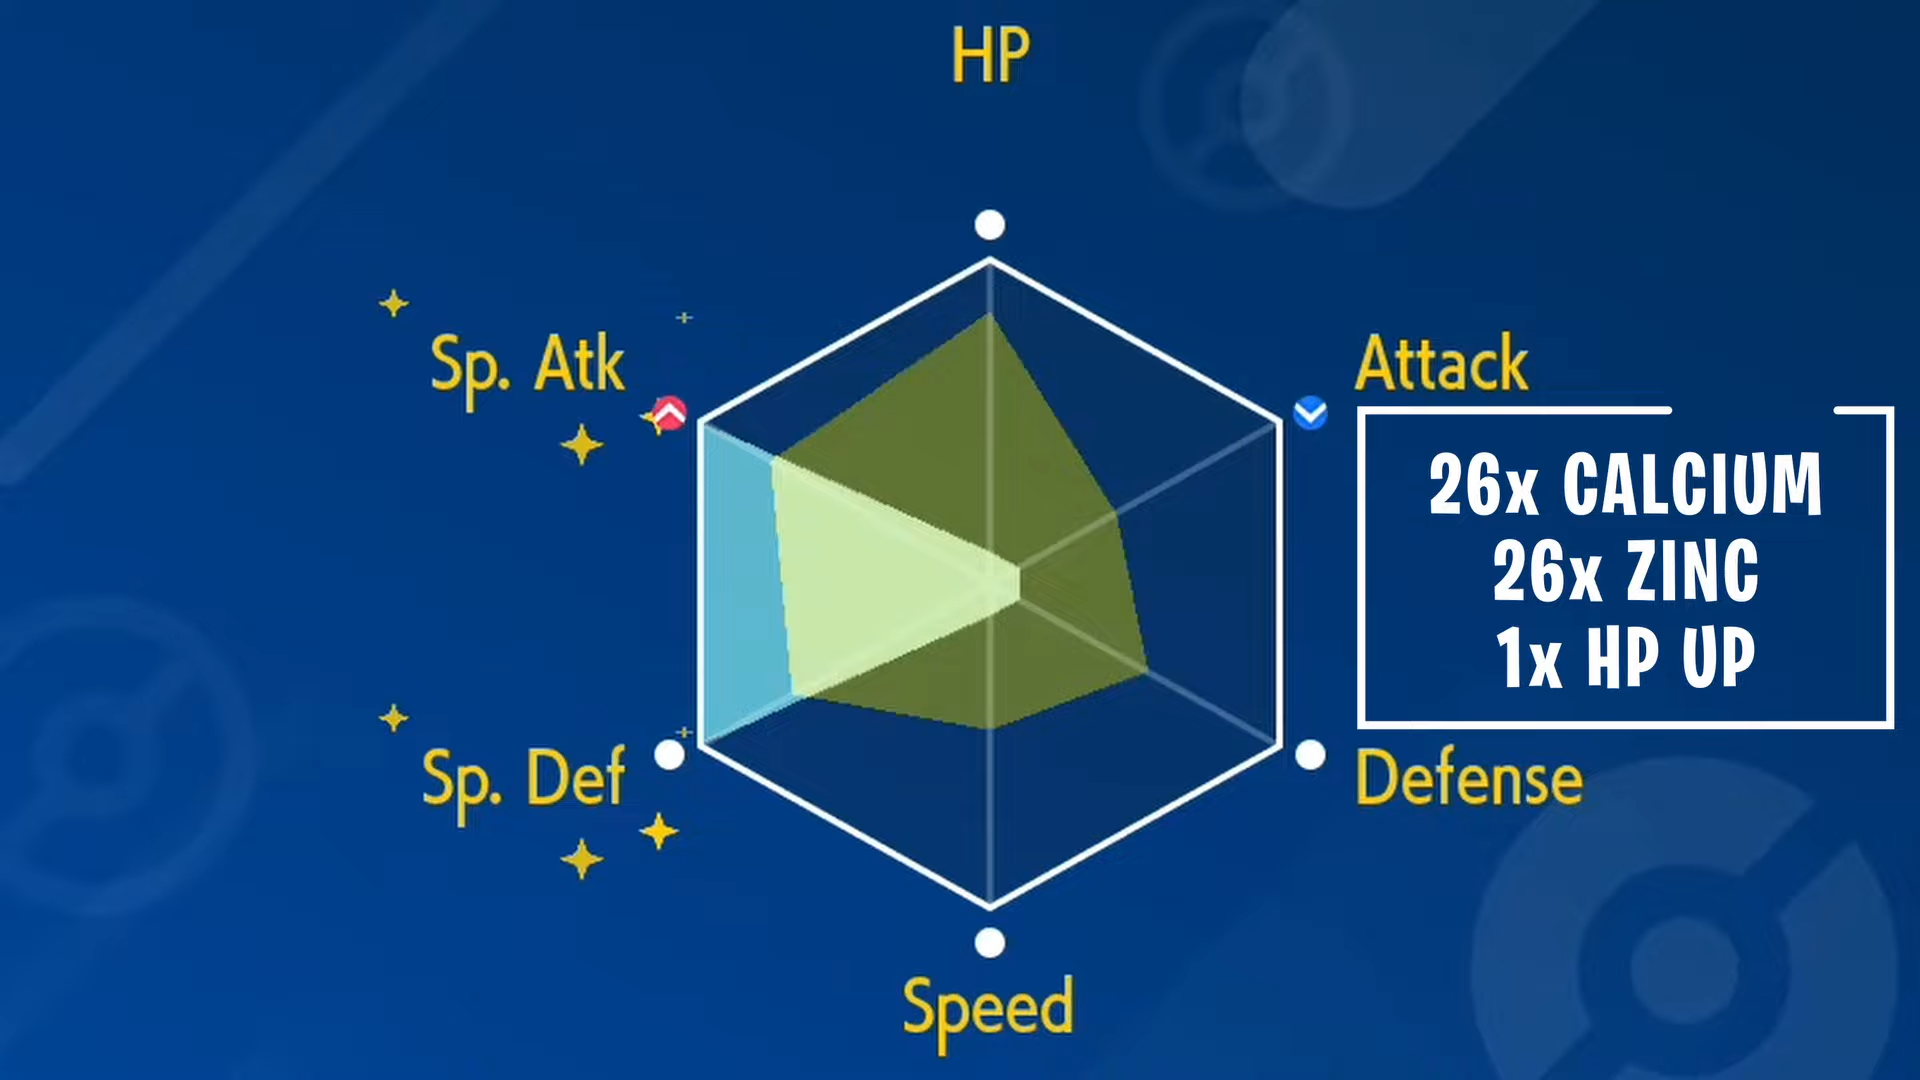 HP
Sp. Atk
Attack
26x CALCIUM
26x ZINC
1x HP UP
Sp. Def
Defense
Speed